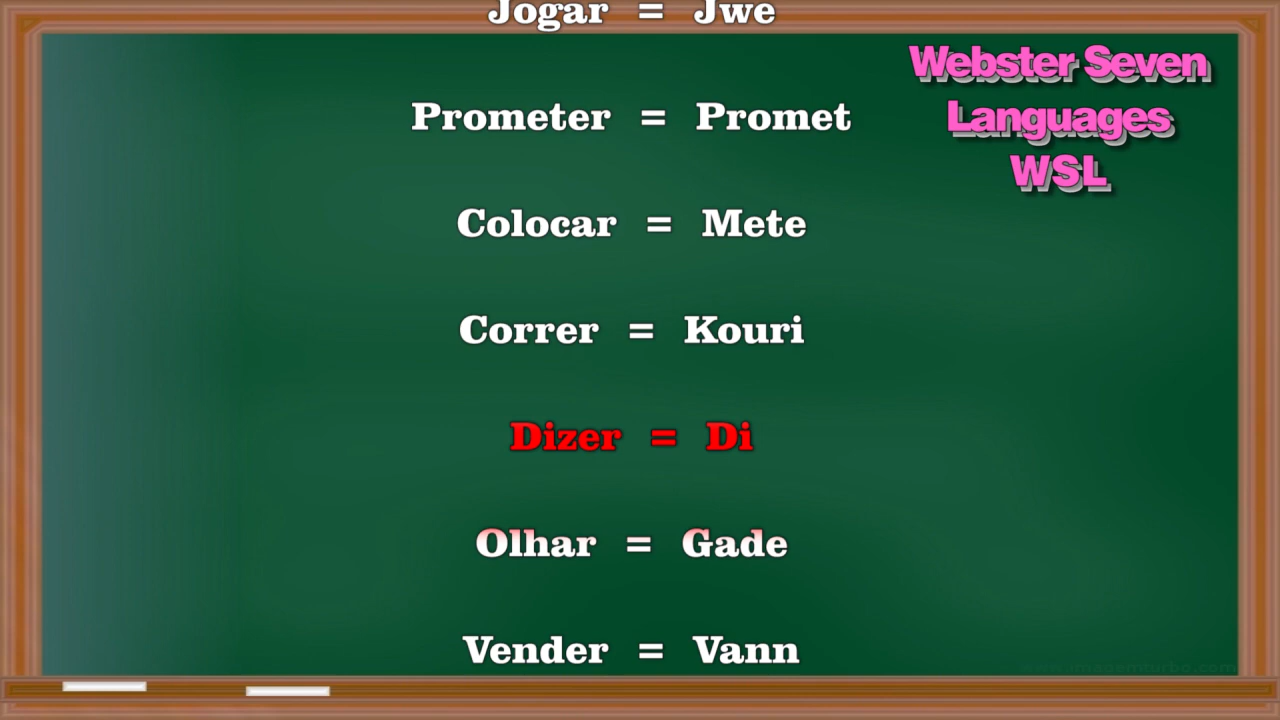 Jogar = Jwe
Webster Seven
Languages
WSL
Prometer = Promet
Colocar = Mete
Correr = Kouri
Dizer = Di
Olhar = Gade
Vender = Vann